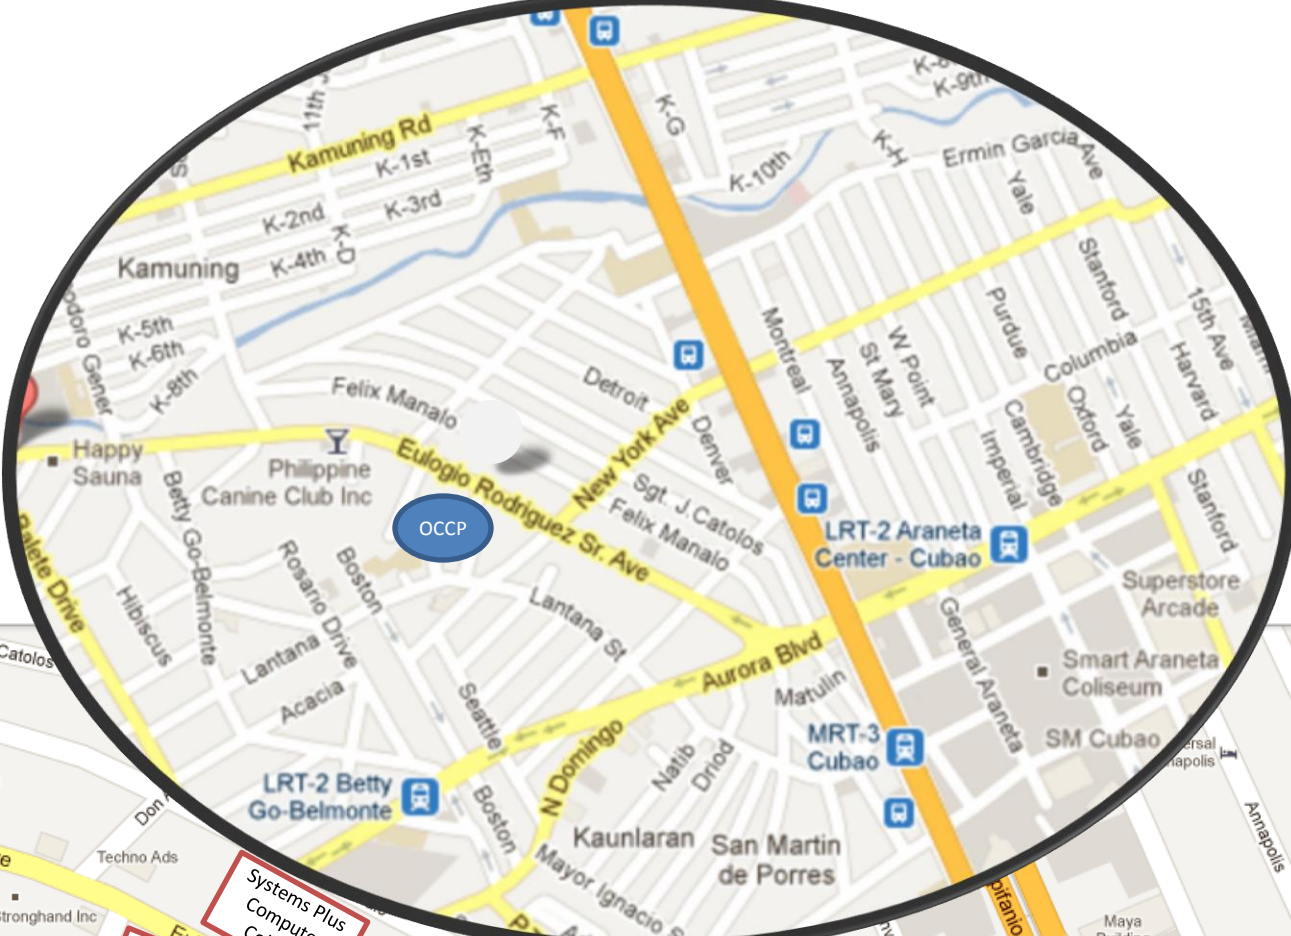 K-9th
11th
K-F
K-G
K-H
Kamuning Rd
K-Eth
Ermin Garcia Ave
K-1st
K-10th
K-2nd
K-3rd
Yale
K-D
K-4th
Kamuning
Stanford
K-5th
K-6th
K-8th
Montreal
Purdue
15th Ave
W Point
St Mary
Annapolis
Columbia
Harvard
Felix Manalo
Detroit
New York Ave
Denver
Oxford
Yale
Cambridge
Imperial
Happy
Sauna
Philippine
Canine Club Inc
Eulogio Rodriguez Sr. Ave
Betty Go-Belmonte
Sgt. J.Catolos
Felix Manalo
Stanford
OCCP
LRT-2 Araneta
Center - Cubao
Rosario Drive
Boston
Hibiscus
Lantana St
Superstore
Arcade
General Araneta
Lantana
Catolos
Acacia
Aurora Blvd
Matulin
Smart Araneta
Coliseum
Seattle
MRT-3
Cubao
SM Cubao
N Domingo
Natib
Driod
LRT-2 Betty
Go-Belmonte
Boston
Don
Kaunlaran
San Martin
de Porres
Annapolis
Techno Ads
Mayor Ignacio S
Systems Plus
Compute
Maya